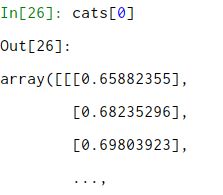 In[26]: cats[0]
Out[26]:
array([[[0.65882355],
[0.68235296],
[0.69803923],
...,